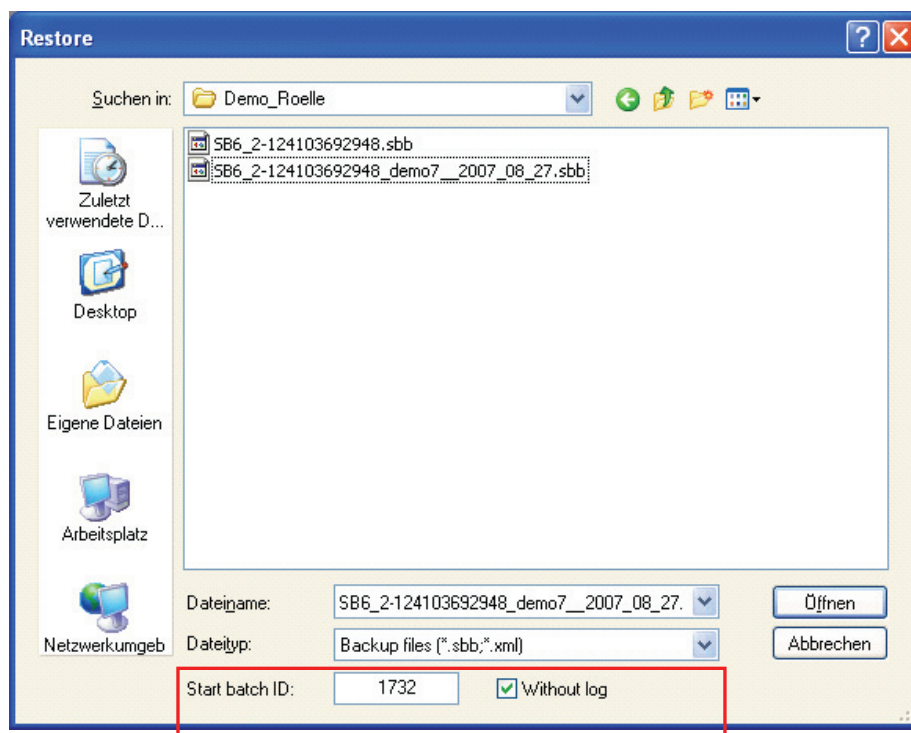 Restore
Suchen in:
Demo_Roelle
SB6_2-124103692948.sbb
SB6_2-124103692948_demo7__2007_08_27.sbb
Zuletzt
verwendete D...
Desktop
Eigene Dateien
Arbeitsplatz
Netzwerkumgeb
Dateiname:
SB6_2-124103692948_demo7__2007_08_27.
Öffnen
Dateityp:
Backup files (*.sbb;*.xml)
Abbrechen
Start batch ID:
1732
Without log